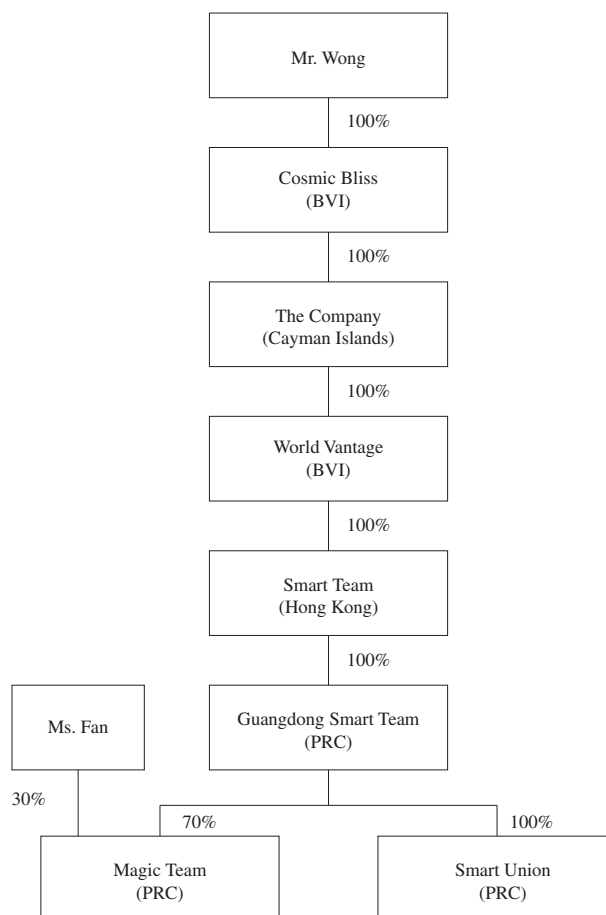 Mr. Wong
100%
Cosmic Bliss
(BVI)
100%
The Company
(Cayman Islands)
100%
World Vantage
(BVI)
100%
Smart Team
(Hong Kong)
100%
Ms. Fan
Guangdong Smart Team
(PRC)
30%
70%
100%
Magic Team
(PRC)
Smart Union
(PRC)